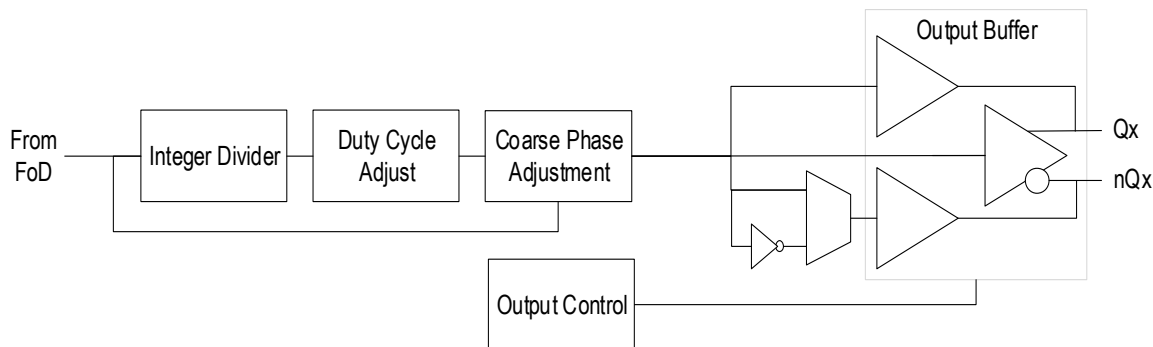 Output Buffer
From
FoD
Integer Divider
Duty Cycle
Adjust
Coarse Phase
Adjustment
Qx
nQx
Output Control